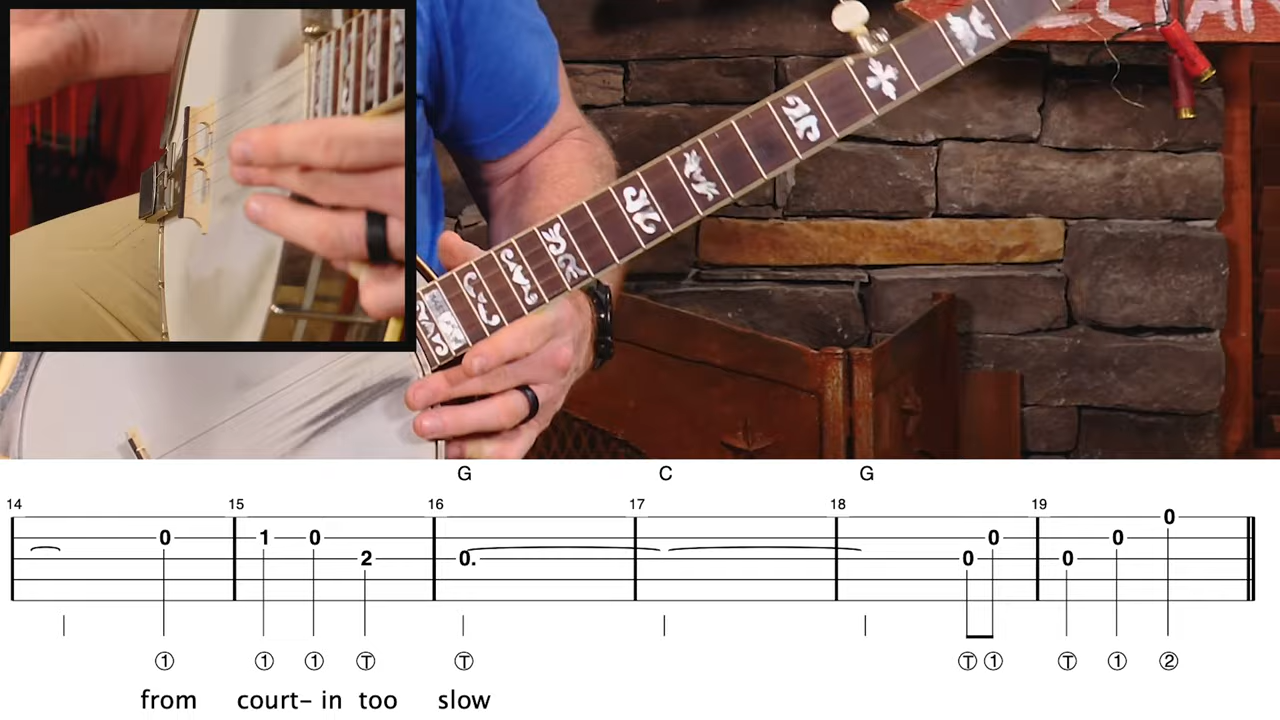 G C G
14 15 16 17 18 19
0
0 1 0 0 0
2 0. 0 0
1 1 1 T T T 1 T 1 2
from court- in too slow